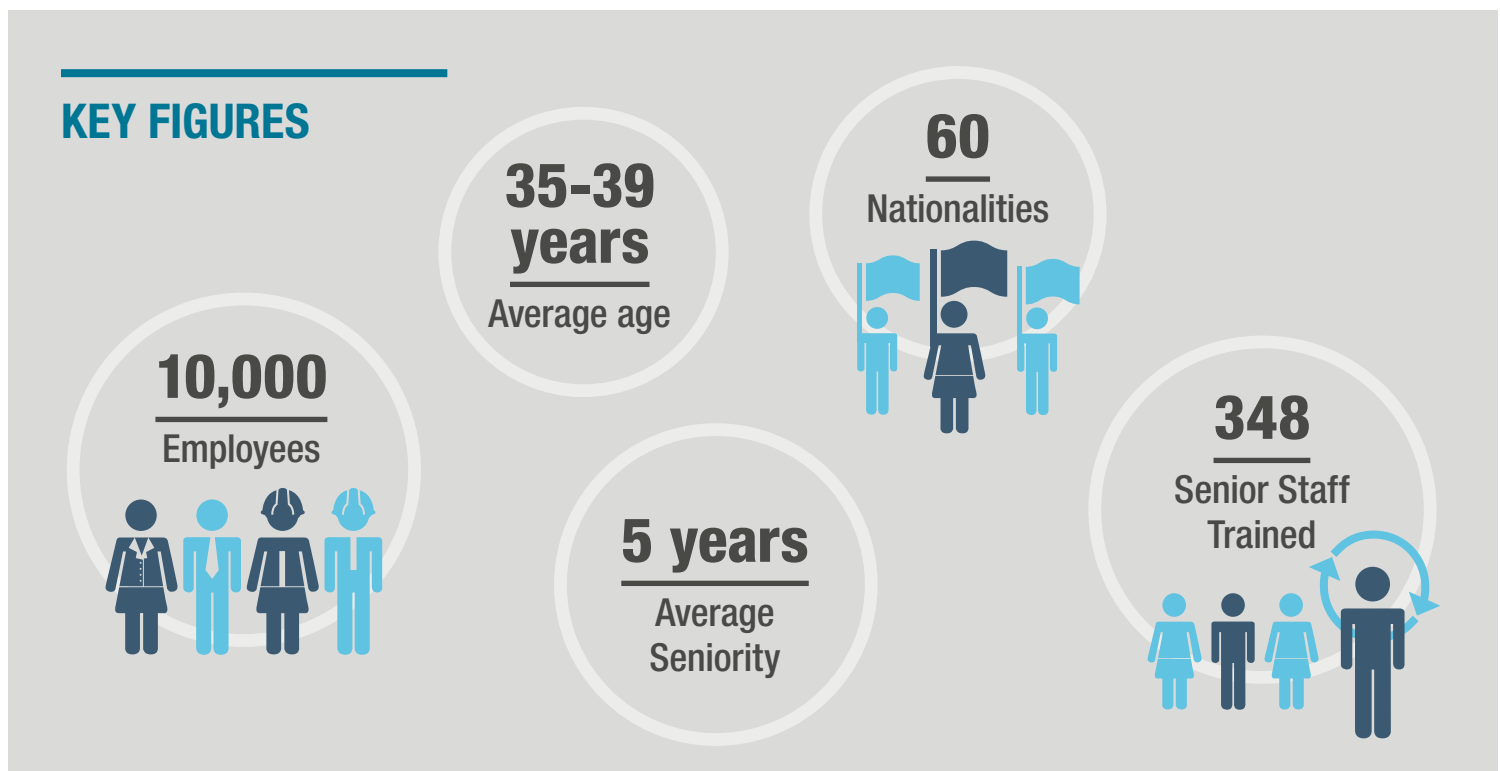 KEY FIGURES
10,000
Employees
35-39
years
Average age
5 years
Average
Seniority
60
Nationalities
348
Senior Staff
Trained